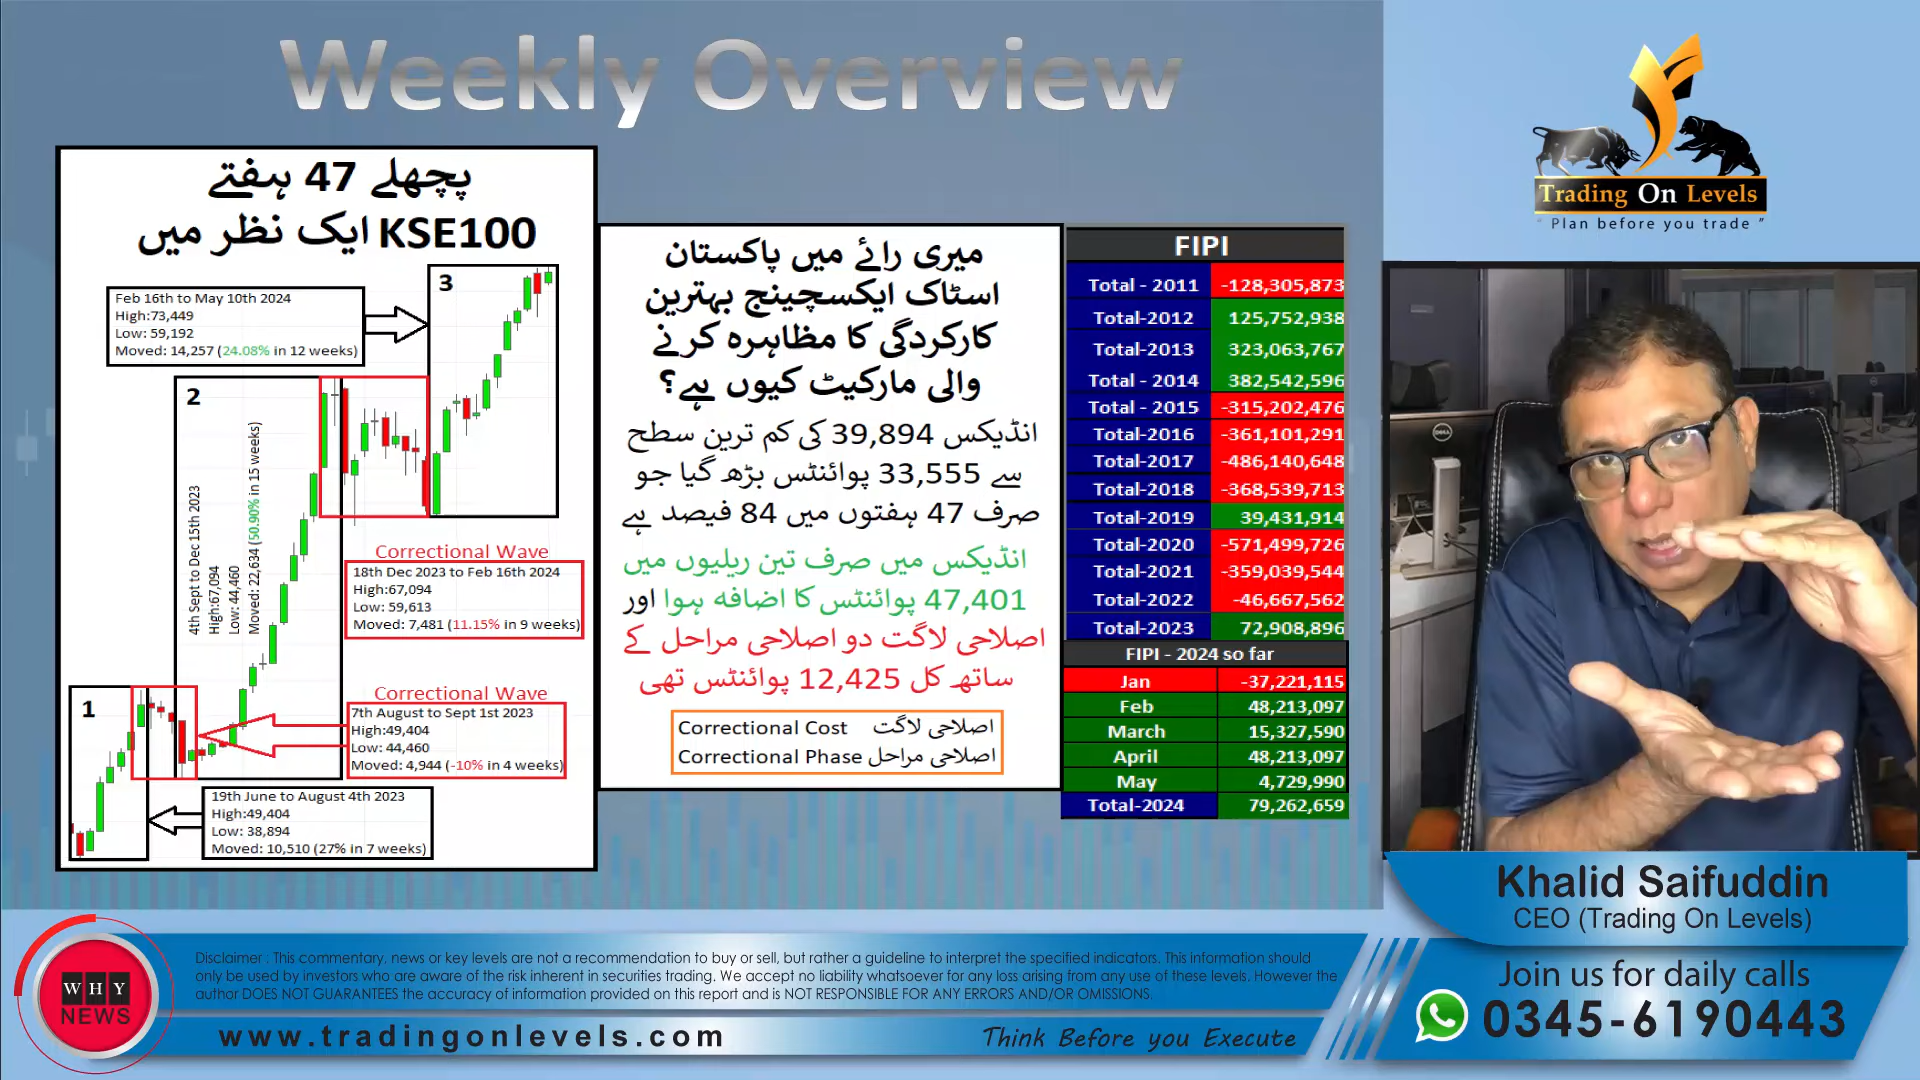 Weekly Overview
پچھلے 47 ہفتے
KSE100 ایک نظر میں
3
Feb 16th to May 10th 2024
High:73,449
Low: 59,192
Moved: 14,257 (24.08% in 12 weeks)
2
4th Sept to Dec 15th 2023
High:67,094
Low: 44,460
Moved: 22,634 (50.90% in 15 weeks)
Correctional Wave
18th Dec 2023 to Feb 16th 2024
High:67,094
Low: 59,613
Moved: 7,481 (11.15% in 9 weeks)
Correctional Wave
7th August to Sept 1st 2023
High:49,404
Low: 44,460
Moved: 4,944 (-10% in 4 weeks)
1
19th June to August 4th 2023
High:49,404
Low: 38,894
Moved: 10,510 (27% in 7 weeks)
میری رائے میں پاکستان
اسٹاک ایکسچینج بہترین
کارکردگی کا مظاہرہ کرنے
والی مارکیٹ کیوں ہے؟
انڈیکس 39,894 کی کم ترین سطح
سے 33,555 پوائنٹس بڑھ گیا جو
صرف 47 ہفتوں میں 84 فیصد ہے
انڈیکس میں صرف تین ریلیوں میں
47,401 پوائنٹس کا اضافہ ہوا اور
اصلاحی لاگت دو اصلاحی مراحل کے
ساتھ کل 12,425 پوائنٹس تھی
Correctional Cost اصلاحی لاگت
Correctional Phase اصلاحی مراحل
FIPI
Total - 2011 -128,305,873
Total-2012 125,752,938
Total-2013 323,063,767
Total - 2014 382,542,596
Total - 2015 -315,202,476
Total-2016 -361,101,291
Total-2017 -486,140,648
Total-2018 -368,539,713
Total-2019 39,431,914
Total-2020 -571,499,726
Total-2021 -359,039,544
Total-2022 -46,667,562
Total-2023 72,908,896
FIPI - 2024 so far
Jan -37,221,115
Feb 48,213,097
March 15,327,590
April 48,213,097
May 4,729,990
Total-2024 79,262,659
Trading On Levels
" Plan before you trade "
DELL
Khalid Saifuddin
CEO (Trading On Levels)
Join us for daily calls
0345-6190443
WHY
NEWS
Disclaimer : This commentary, news or key levels are not a recommendation to buy or sell, but rather a guideline to interpret the specified indicators. This information should
only be used by investors who are aware of the risk inherent in securities trading. We accept no liability whatsoever for any loss arising from any use of these levels. However the
author DOES NOT GUARANTEES the accuracy of information provided on this report and is NOT RESPONSIBLE FOR ANY ERRORS AND/OR OMISSIONS.
www.tradingonlevels.com
Think Before you Execute